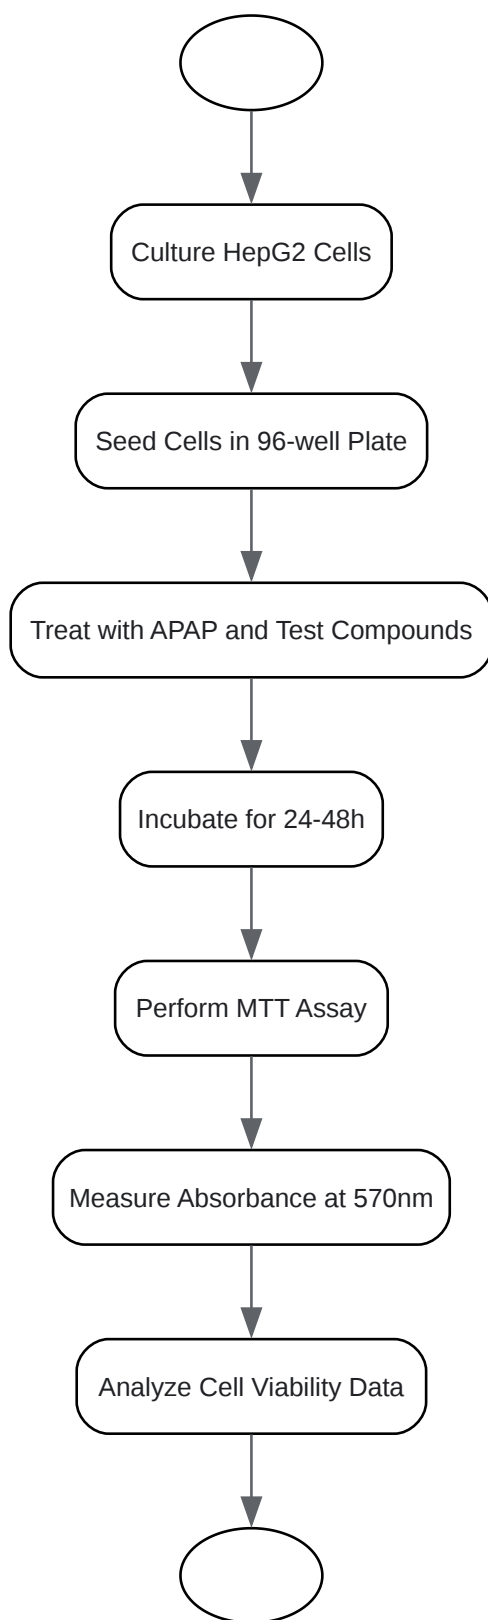 Culture HepG2 Cells
Seed Cells in 96-well Plate
Treat with APAP and Test Compounds
Incubate for 24-48h
Perform MTT Assay
Measure Absorbance at 570nm
Analyze Cell Viability Data